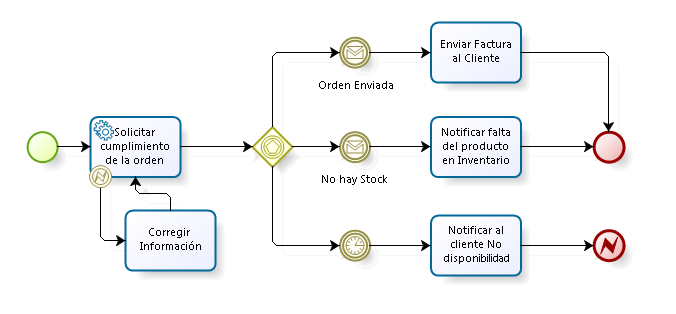 Enviar Factura
al Cliente
Orden Enviada
Solicitar
cumplimiento
de la orden
Notificar falta
del producto
en Inventario
No hay Stock
Corregir
Información
Notificar al
cliente No
disponibilidad